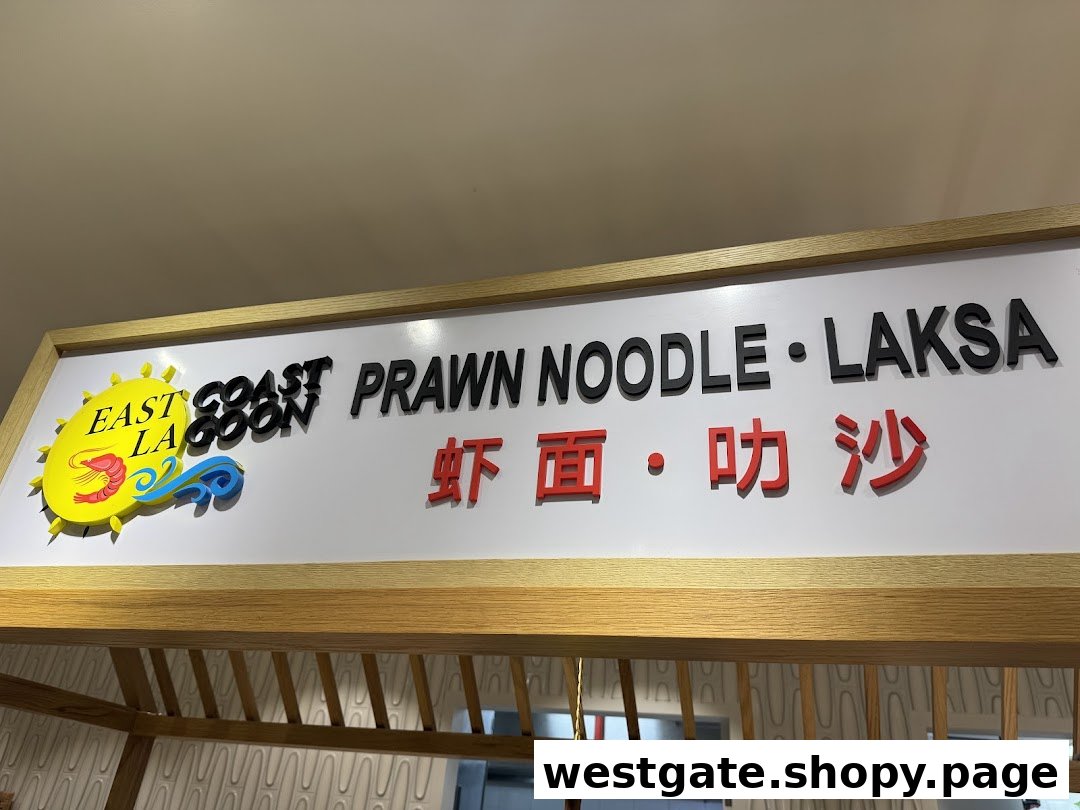 EAST COAST
LAGOON
PRAWN NOODLE • LAKSA
虾面 • 叻沙
westgate.shopy.page